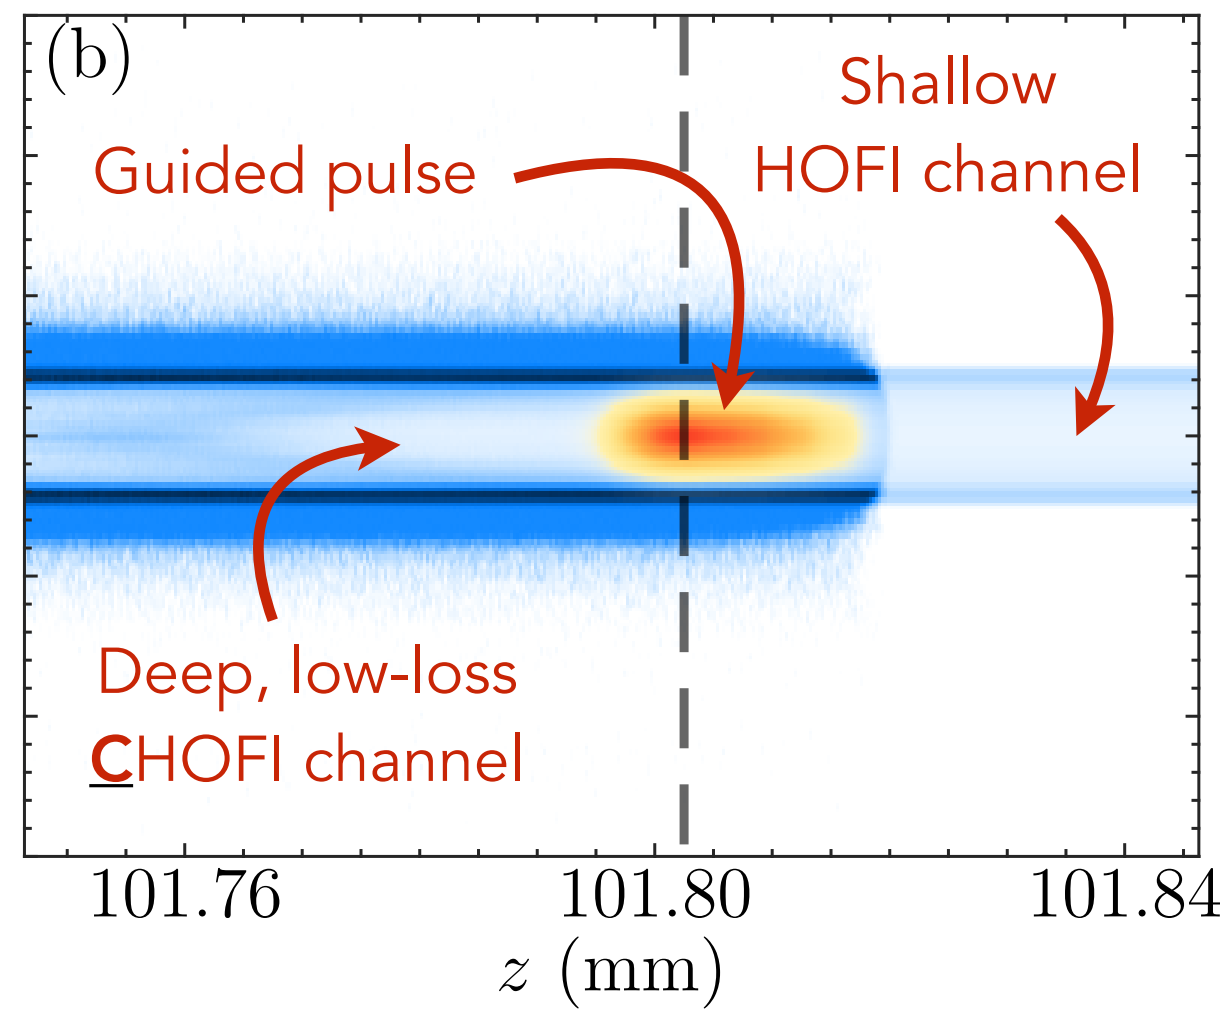 (b)
Shallow
HOFI channel
Guided pulse
Deep, low-loss
CHOFI channel
101.76
101.80
101.84
z (mm)